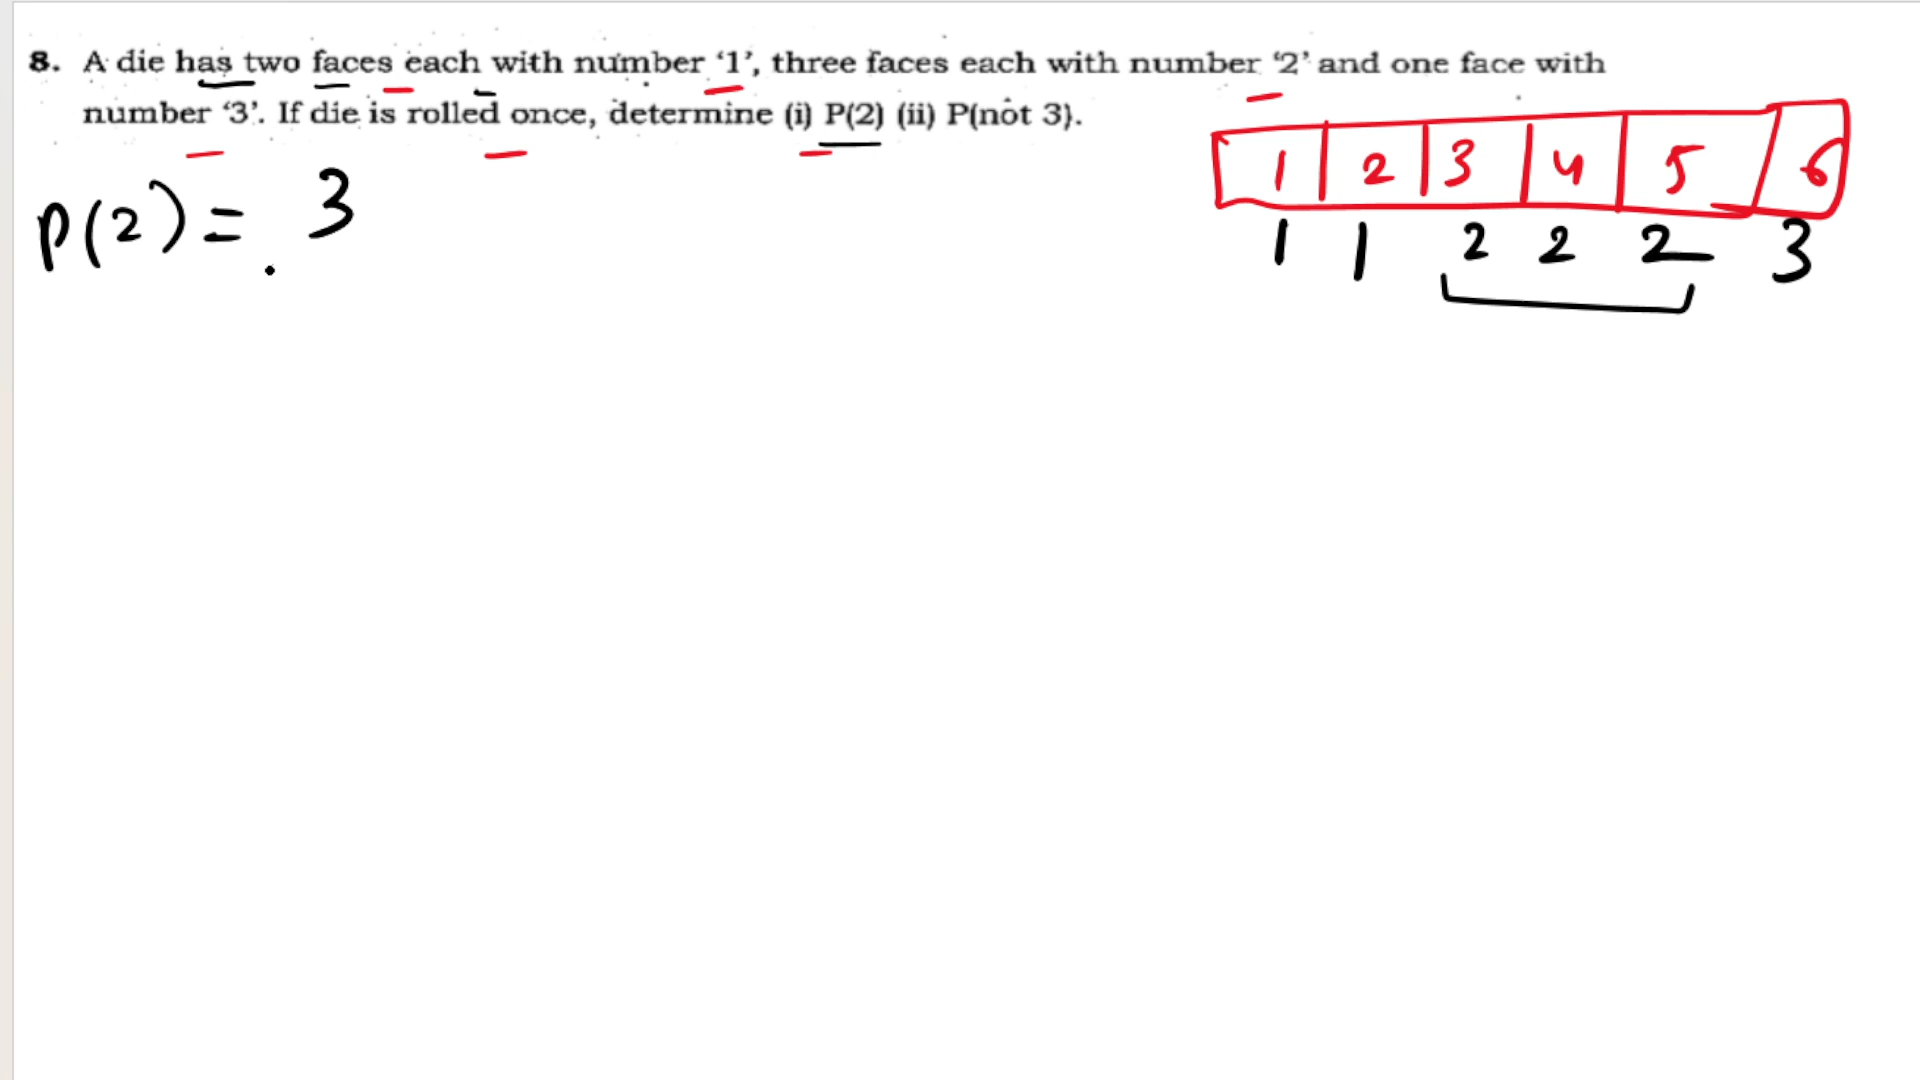 8. A die has two faces each with number ‘1’, three faces each with number ‘2’ and one face with
number ‘3’. If die is rolled once, determine (i) P(2) (ii) P(not 3).
1 2 3 4 5 6
1 1 2 2 2 3
P(2) = 3